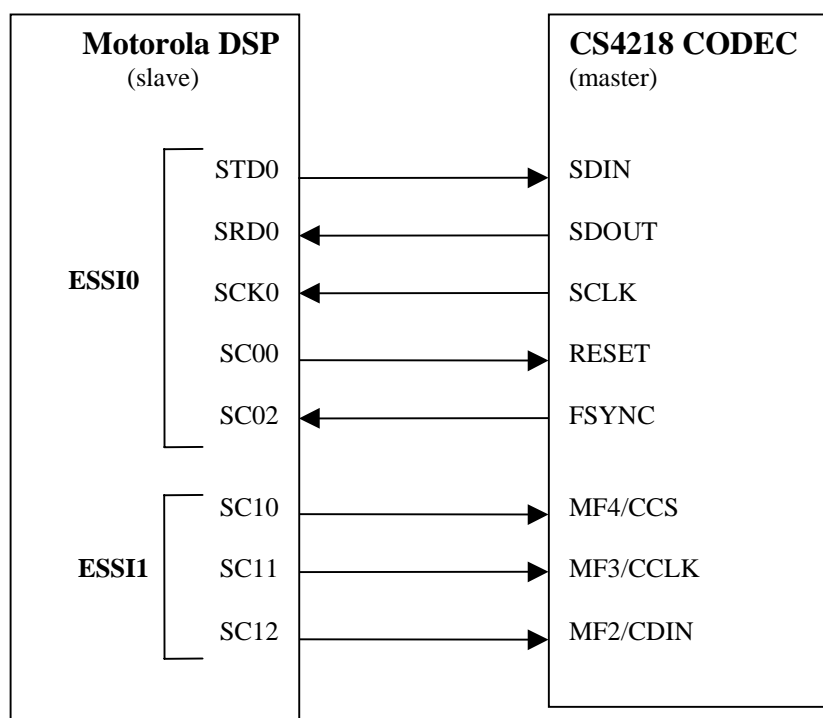 Motorola DSP
(slave)
CS4218 CODEC
(master)
STD0
SDIN
SRD0
SDOUT
ESSI0
SCK0
SCLK
SC00
RESET
SC02
FSYNC
SC10
MF4/CCS
ESSI1
SC11
MF3/CCLK
SC12
MF2/CDIN